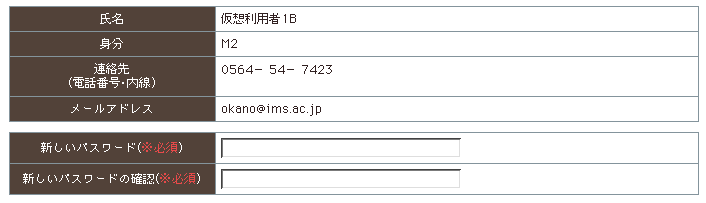 氏名
仮想利用者1B
身分
M2
連絡先
(電話番号・内線)
0564- 54- 7423
メールアドレス
okano@ims.ac.jp
新しいパスワード(※必須)
新しいパスワードの確認(※必須)